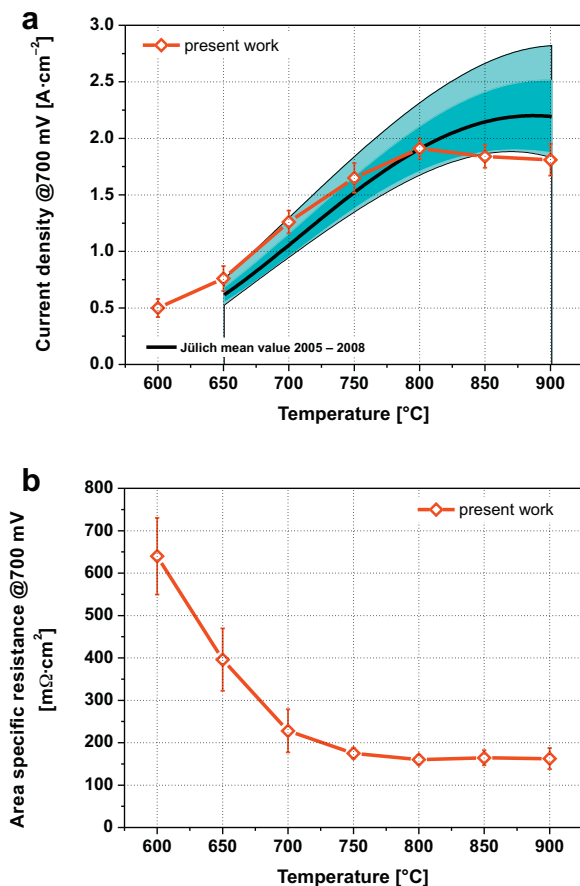 a
Current density @700 mV [A·cm⁻²]
3.0
2.5
2.0
1.5
1.0
0.5
0.0
present work
Jülich mean value 2005 – 2008
600 650 700 750 800 850 900
Temperature [°C]
b
Area specific resistance @700 mV
[mΩ·cm²]
800
700
600
500
400
300
200
100
0
present work
600 650 700 750 800 850 900
Temperature [°C]